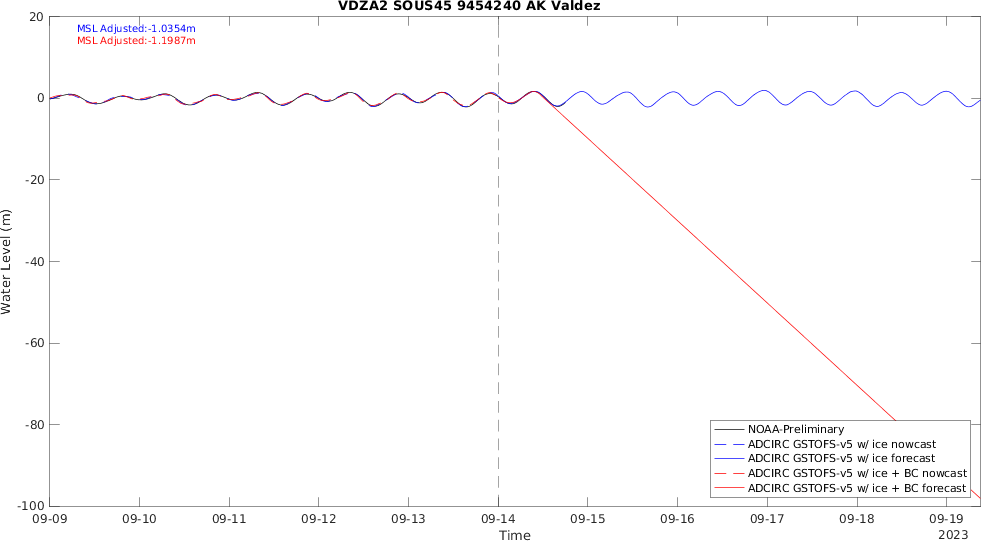 VDZA2 SOUS45 9454240 AK Valdez
MSL Adjusted:-1.0354m
MSL Adjusted:-1.1987m
20
0
-20
-40
-60
-80
-100
Water Level (m)
NOAA-Preliminary
ADCIRC GSTOFS-v5 w/ ice nowcast
ADCIRC GSTOFS-v5 w/ ice forecast
ADCIRC GSTOFS-v5 w/ ice + BC nowcast
ADCIRC GSTOFS-v5 w/ ice + BC forecast
09-09 09-10 09-11 09-12 09-13 09-14 09-15 09-16 09-17 09-18 09-19
Time
2023